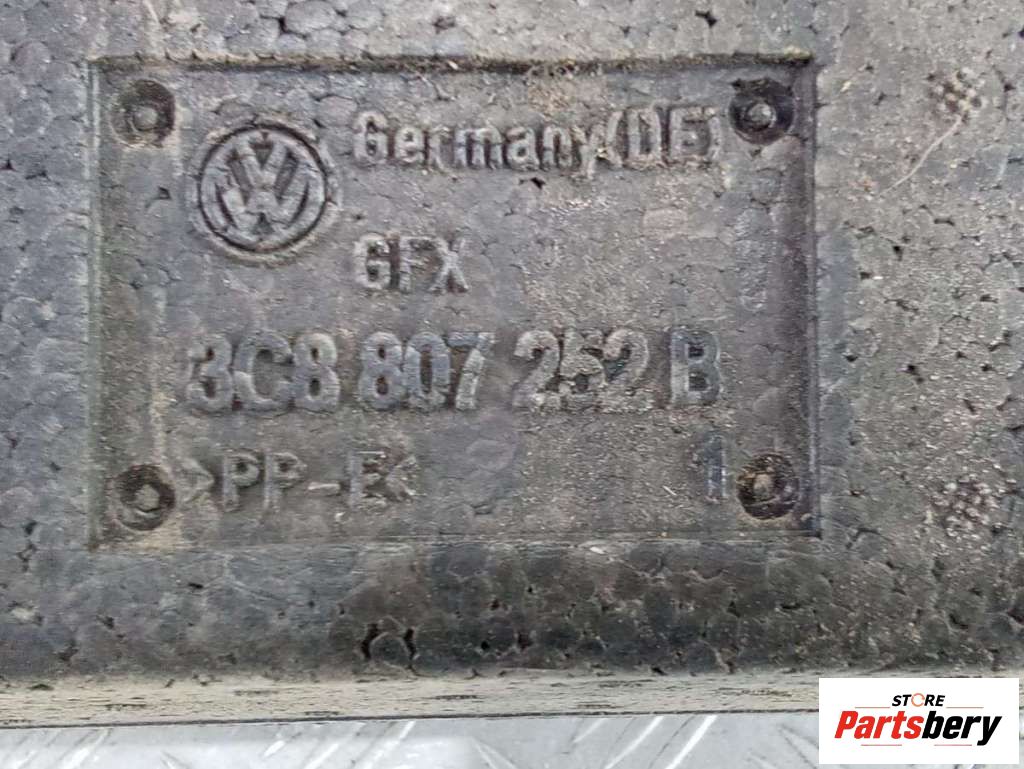 Germany (DE)
GFX
3C8 807 252 B
>PP-E< 1
STORE
Partsbery